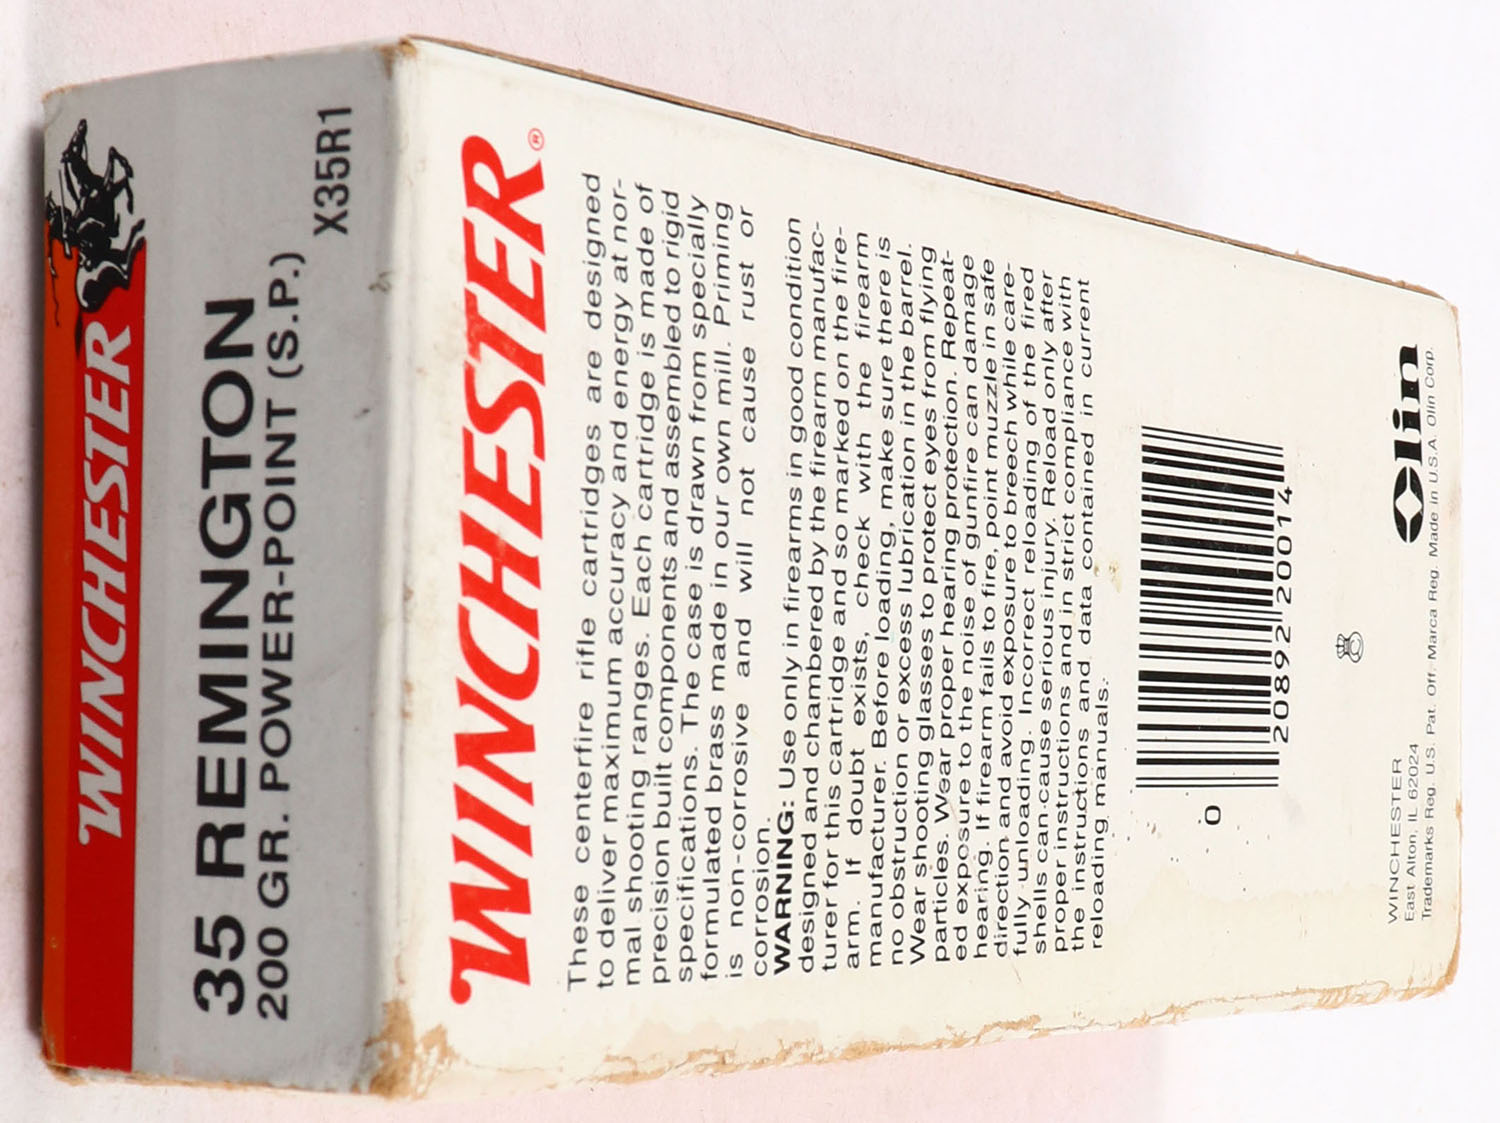 WINCHESTER
35 REMINGTON
200 GR. POWER-POINT (S.P.)
X35R1
WINCHESTER®
These centerfire rifle cartridges are designed
to deliver maximum accuracy and energy at nor-
mal shooting ranges. Each cartridge is made of
precision built components and assembled to rigid
specifications. The case is drawn from specially
formulated brass made in our own mill. Priming
is non-corrosive and will not cause rust or
corrosion.
WARNING: Use only in firearms in good condition
designed and chambered by the firearm manufac-
turer for this cartridge and so marked on the fire-
arm. If doubt exists, check with the firearm
manufacturer. Before loading, make sure there is
no obstruction or excess lubrication in the barrel.
Wear shooting glasses to protect eyes from flying
particles. Wear proper hearing protection. Repeat-
ed exposure to the noise of gunfire can damage
hearing. If firearm fails to fire, point muzzle in safe
direction and avoid exposure to breech while care-
fully unloading. Incorrect reloading of the fired
shells can cause serious injury. Reload only after
proper instructions and in strict compliance with
the instructions and data contained in current
reloading manuals.
0 20892 20014
Olin
WINCHESTER
East Alton, IL 62024
Trademarks Reg. U.S. Pat. Off. Marca Reg. Made in U.S.A. Olin Corp.